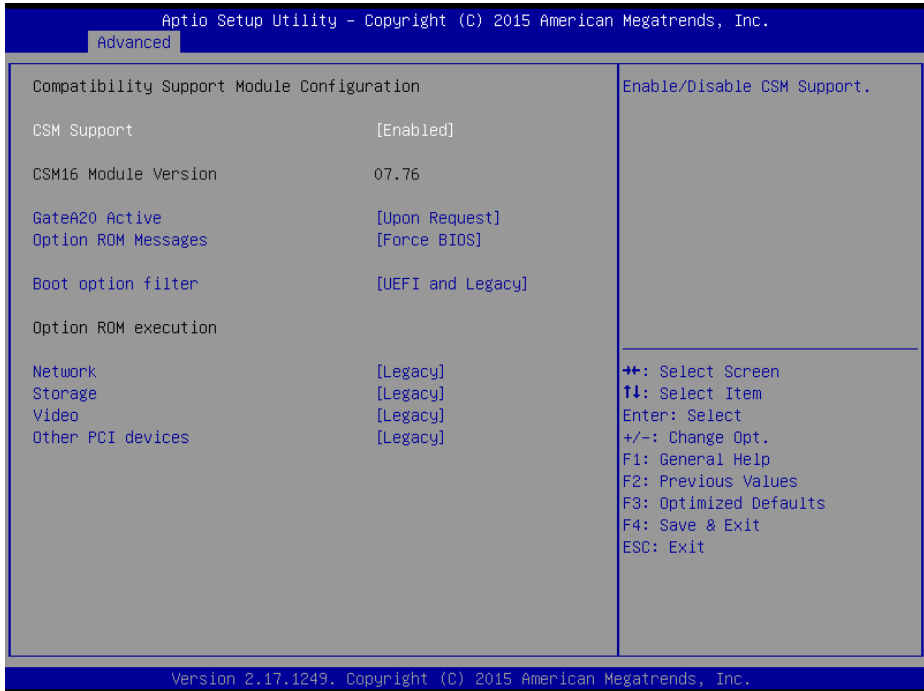 Aptio Setup Utility – Copyright (C) 2015 American Megatrends, Inc.
Advanced
Compatibility Support Module Configuration
CSM Support [Enabled]
CSM16 Module Version 07.76
GateA20 Active [Upon Request]
Option ROM Messages [Force BIOS]
Boot option filter [UEFI and Legacy]
Option ROM execution
Network [Legacy]
Storage [Legacy]
Video [Legacy]
Other PCI devices [Legacy]
Enable/Disable CSM Support.
→←: Select Screen
↑↓: Select Item
Enter: Select
+/-: Change Opt.
F1: General Help
F2: Previous Values
F3: Optimized Defaults
F4: Save & Exit
ESC: Exit
Version 2.17.1249. Copyright (C) 2015 American Megatrends, Inc.